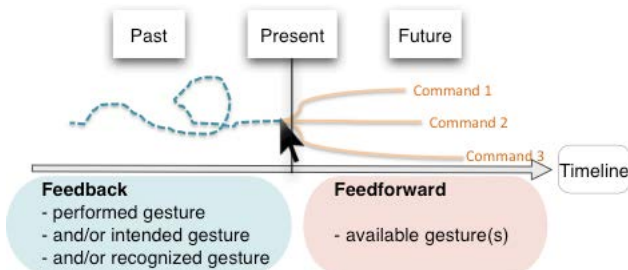 Past
Present
Future
Command 1
Command 2
Command 3
Timeline
Feedback
- performed gesture
- and/or intended gesture
- and/or recognized gesture
Feedforward
- available gesture(s)